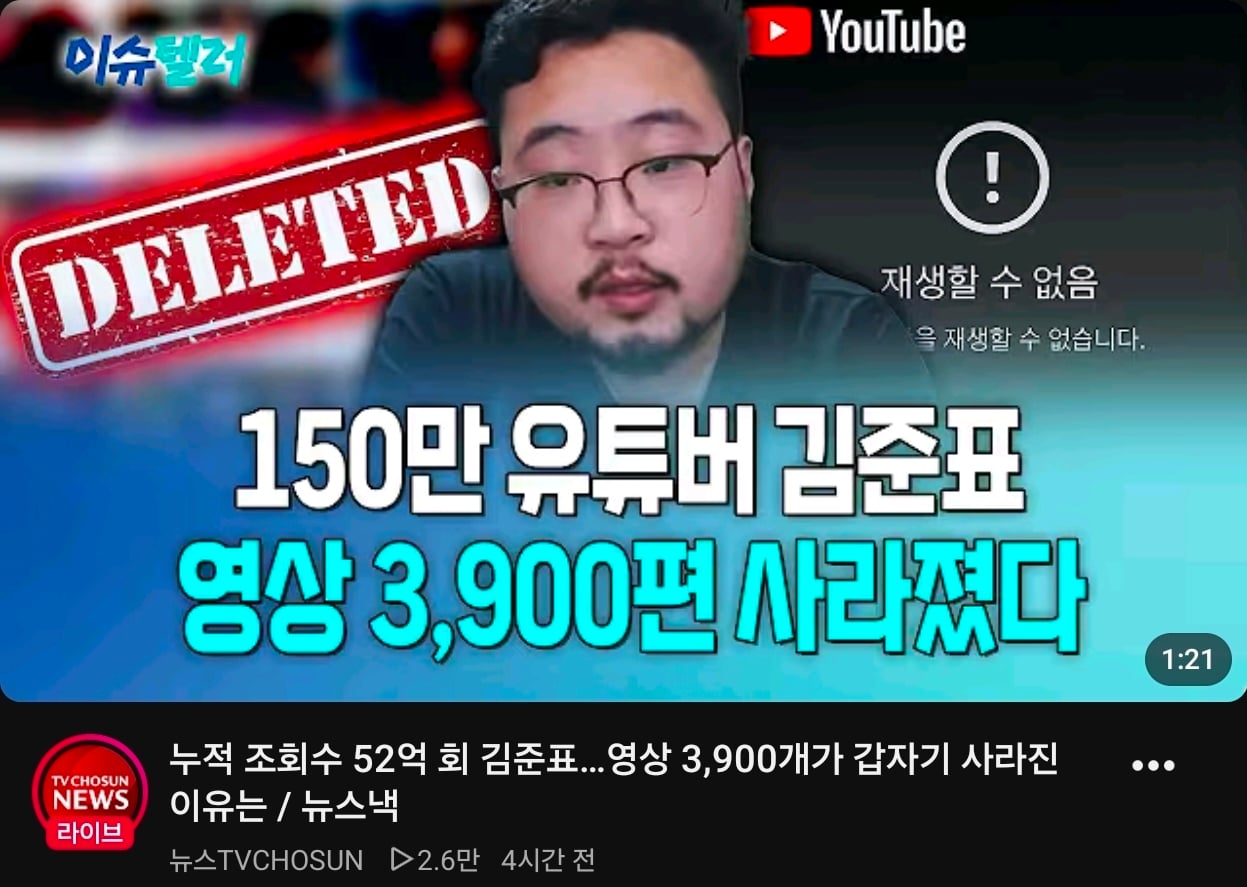 이슈텔러
YouTube
DELETED
재생할 수 없음
을 재생할 수 없습니다.
150만 유튜버 김준표
영상 3,900편 사라졌다
1:21
누적 조회수 52억 회 김준표...영상 3,900개가 갑자기 사라진
이유는 / 뉴스낵
TV CHOSUN
NEWS
라이브
뉴스TVCHOSUN ▷2.6만 4시간 전